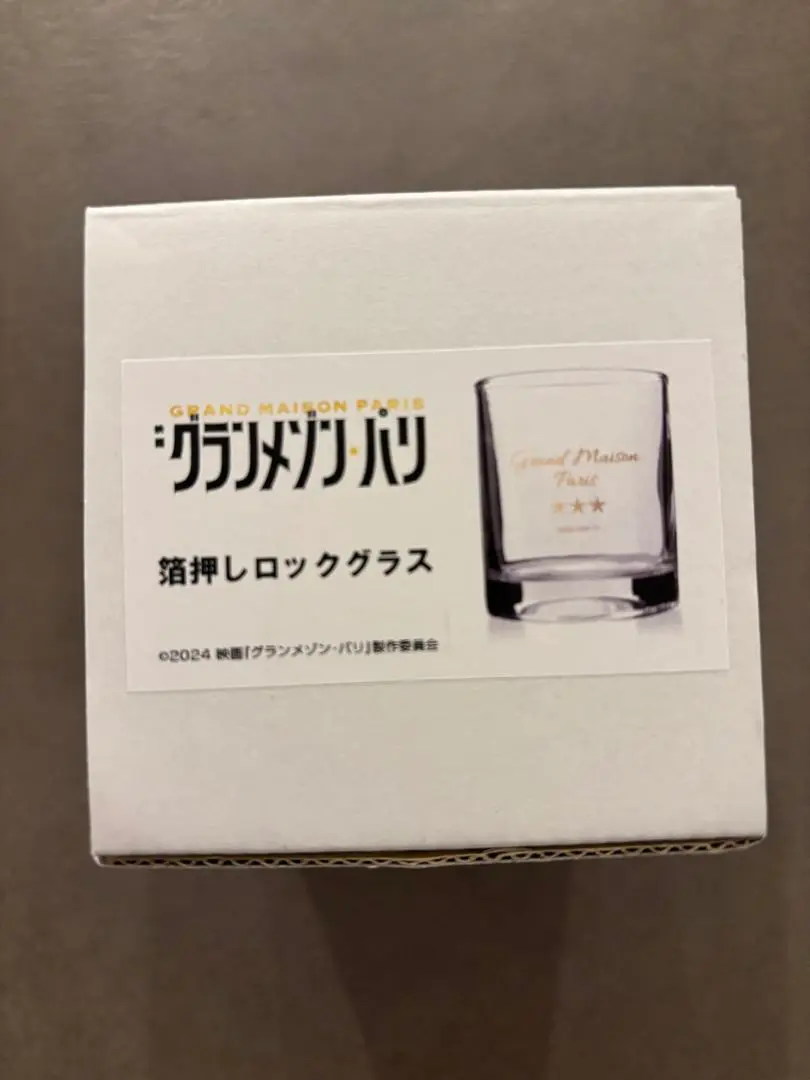 GRAND MAISON PARIS
グランメゾン・パリ
箔押しロックグラス
©2024 映画『グランメゾン・パリ』製作委員会
Grand Maison
Paris
★★★